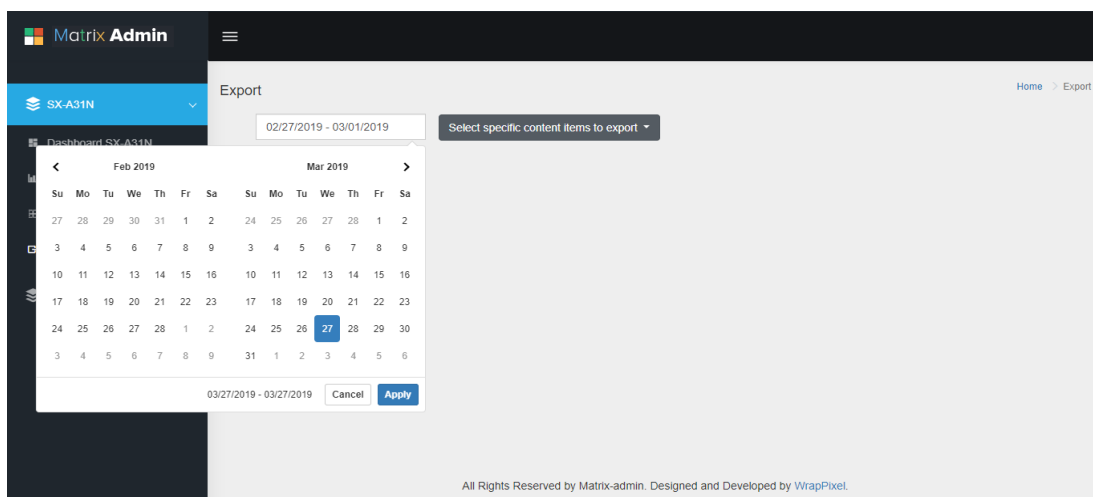 Matrix Admin
SX-A31N
Export
Home > Export
02/27/2019 - 03/01/2019
Select specific content items to export
Dashboard SX-A31N
Feb 2019
Su Mo Tu We Th Fr Sa
27 28 29 30 31 1 2
3 4 5 6 7 8 9
10 11 12 13 14 15 16
17 18 19 20 21 22 23
24 25 26 27 28 1 2
3 4 5 6 7 8 9
Mar 2019
Su Mo Tu We Th Fr Sa
24 25 26 27 28 1 2
3 4 5 6 7 8 9
10 11 12 13 14 15 16
17 18 19 20 21 22 23
24 25 26 27 28 29 30
31 1 2 3 4 5 6
03/27/2019 - 03/27/2019
Cancel
Apply
All Rights Reserved by Matrix-admin. Designed and Developed by WrapPixel.